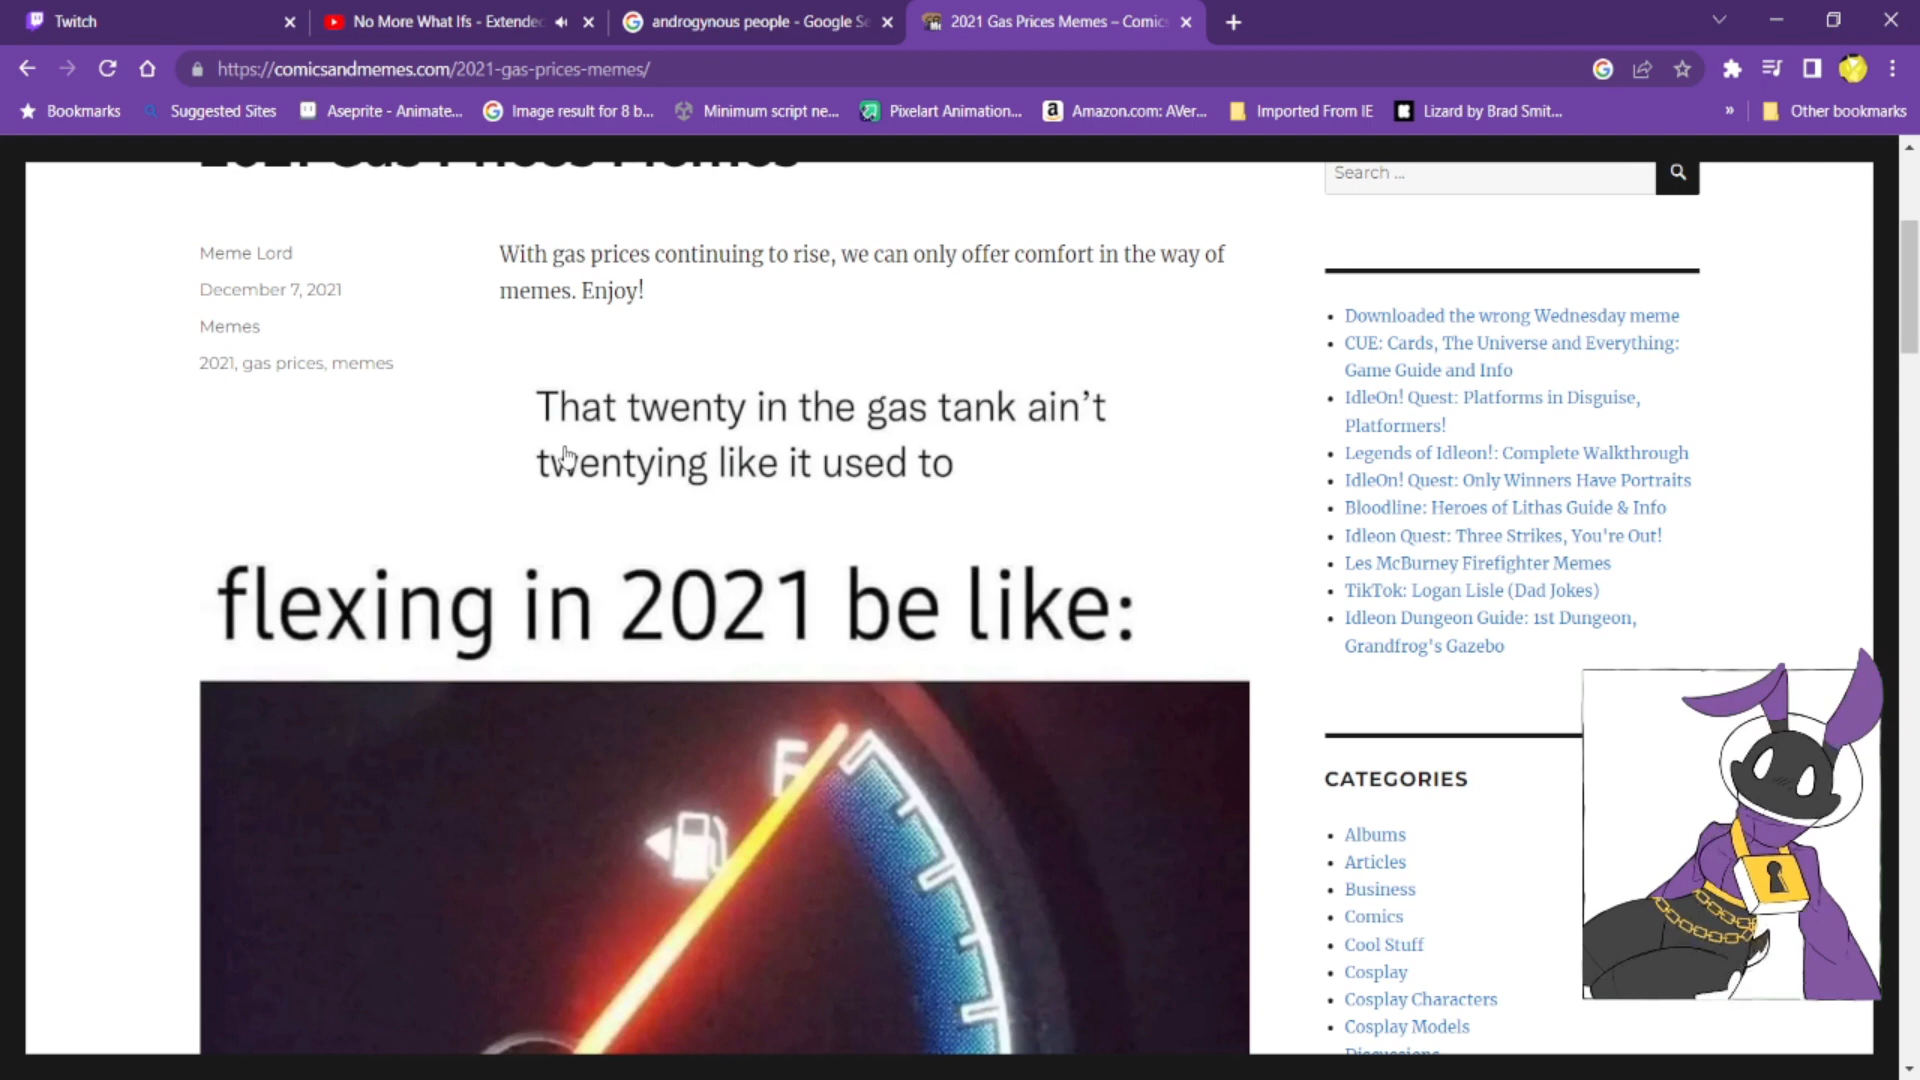 Twitch
No More What Ifs - Extende
androgynous people - Google Se
2021 Gas Prices Memes – Comic
https://comicsandmemes.com/2021-gas-prices-memes/
Bookmarks
Suggested Sites
Aseprite - Animate...
Image result for 8 b...
Minimum script ne...
Pixelart Animation...
Amazon.com: AVer...
Imported From IE
Lizard by Brad Smit...
»
Other bookmarks
2021 Gas Prices Memes
Search ...
Meme Lord
December 7, 2021
Memes
2021, gas prices, memes
With gas prices continuing to rise, we can only offer comfort in the way of
memes. Enjoy!
That twenty in the gas tank ain't
twentying like it used to
flexing in 2021 be like:
F
Downloaded the wrong Wednesday meme
CUE: Cards, The Universe and Everything:
Game Guide and Info
IdleOn! Quest: Platforms in Disguise,
Platformers!
Legends of Idleon!: Complete Walkthrough
IdleOn! Quest: Only Winners Have Portraits
Bloodline: Heroes of Lithas Guide & Info
Idleon Quest: Three Strikes, You're Out!
Les McBurney Firefighter Memes
TikTok: Logan Lisle (Dad Jokes)
Idleon Dungeon Guide: 1st Dungeon,
Grandfrog's Gazebo
CATEGORIES
Albums
Articles
Business
Comics
Cool Stuff
Cosplay
Cosplay Characters
Cosplay Models
Discussions